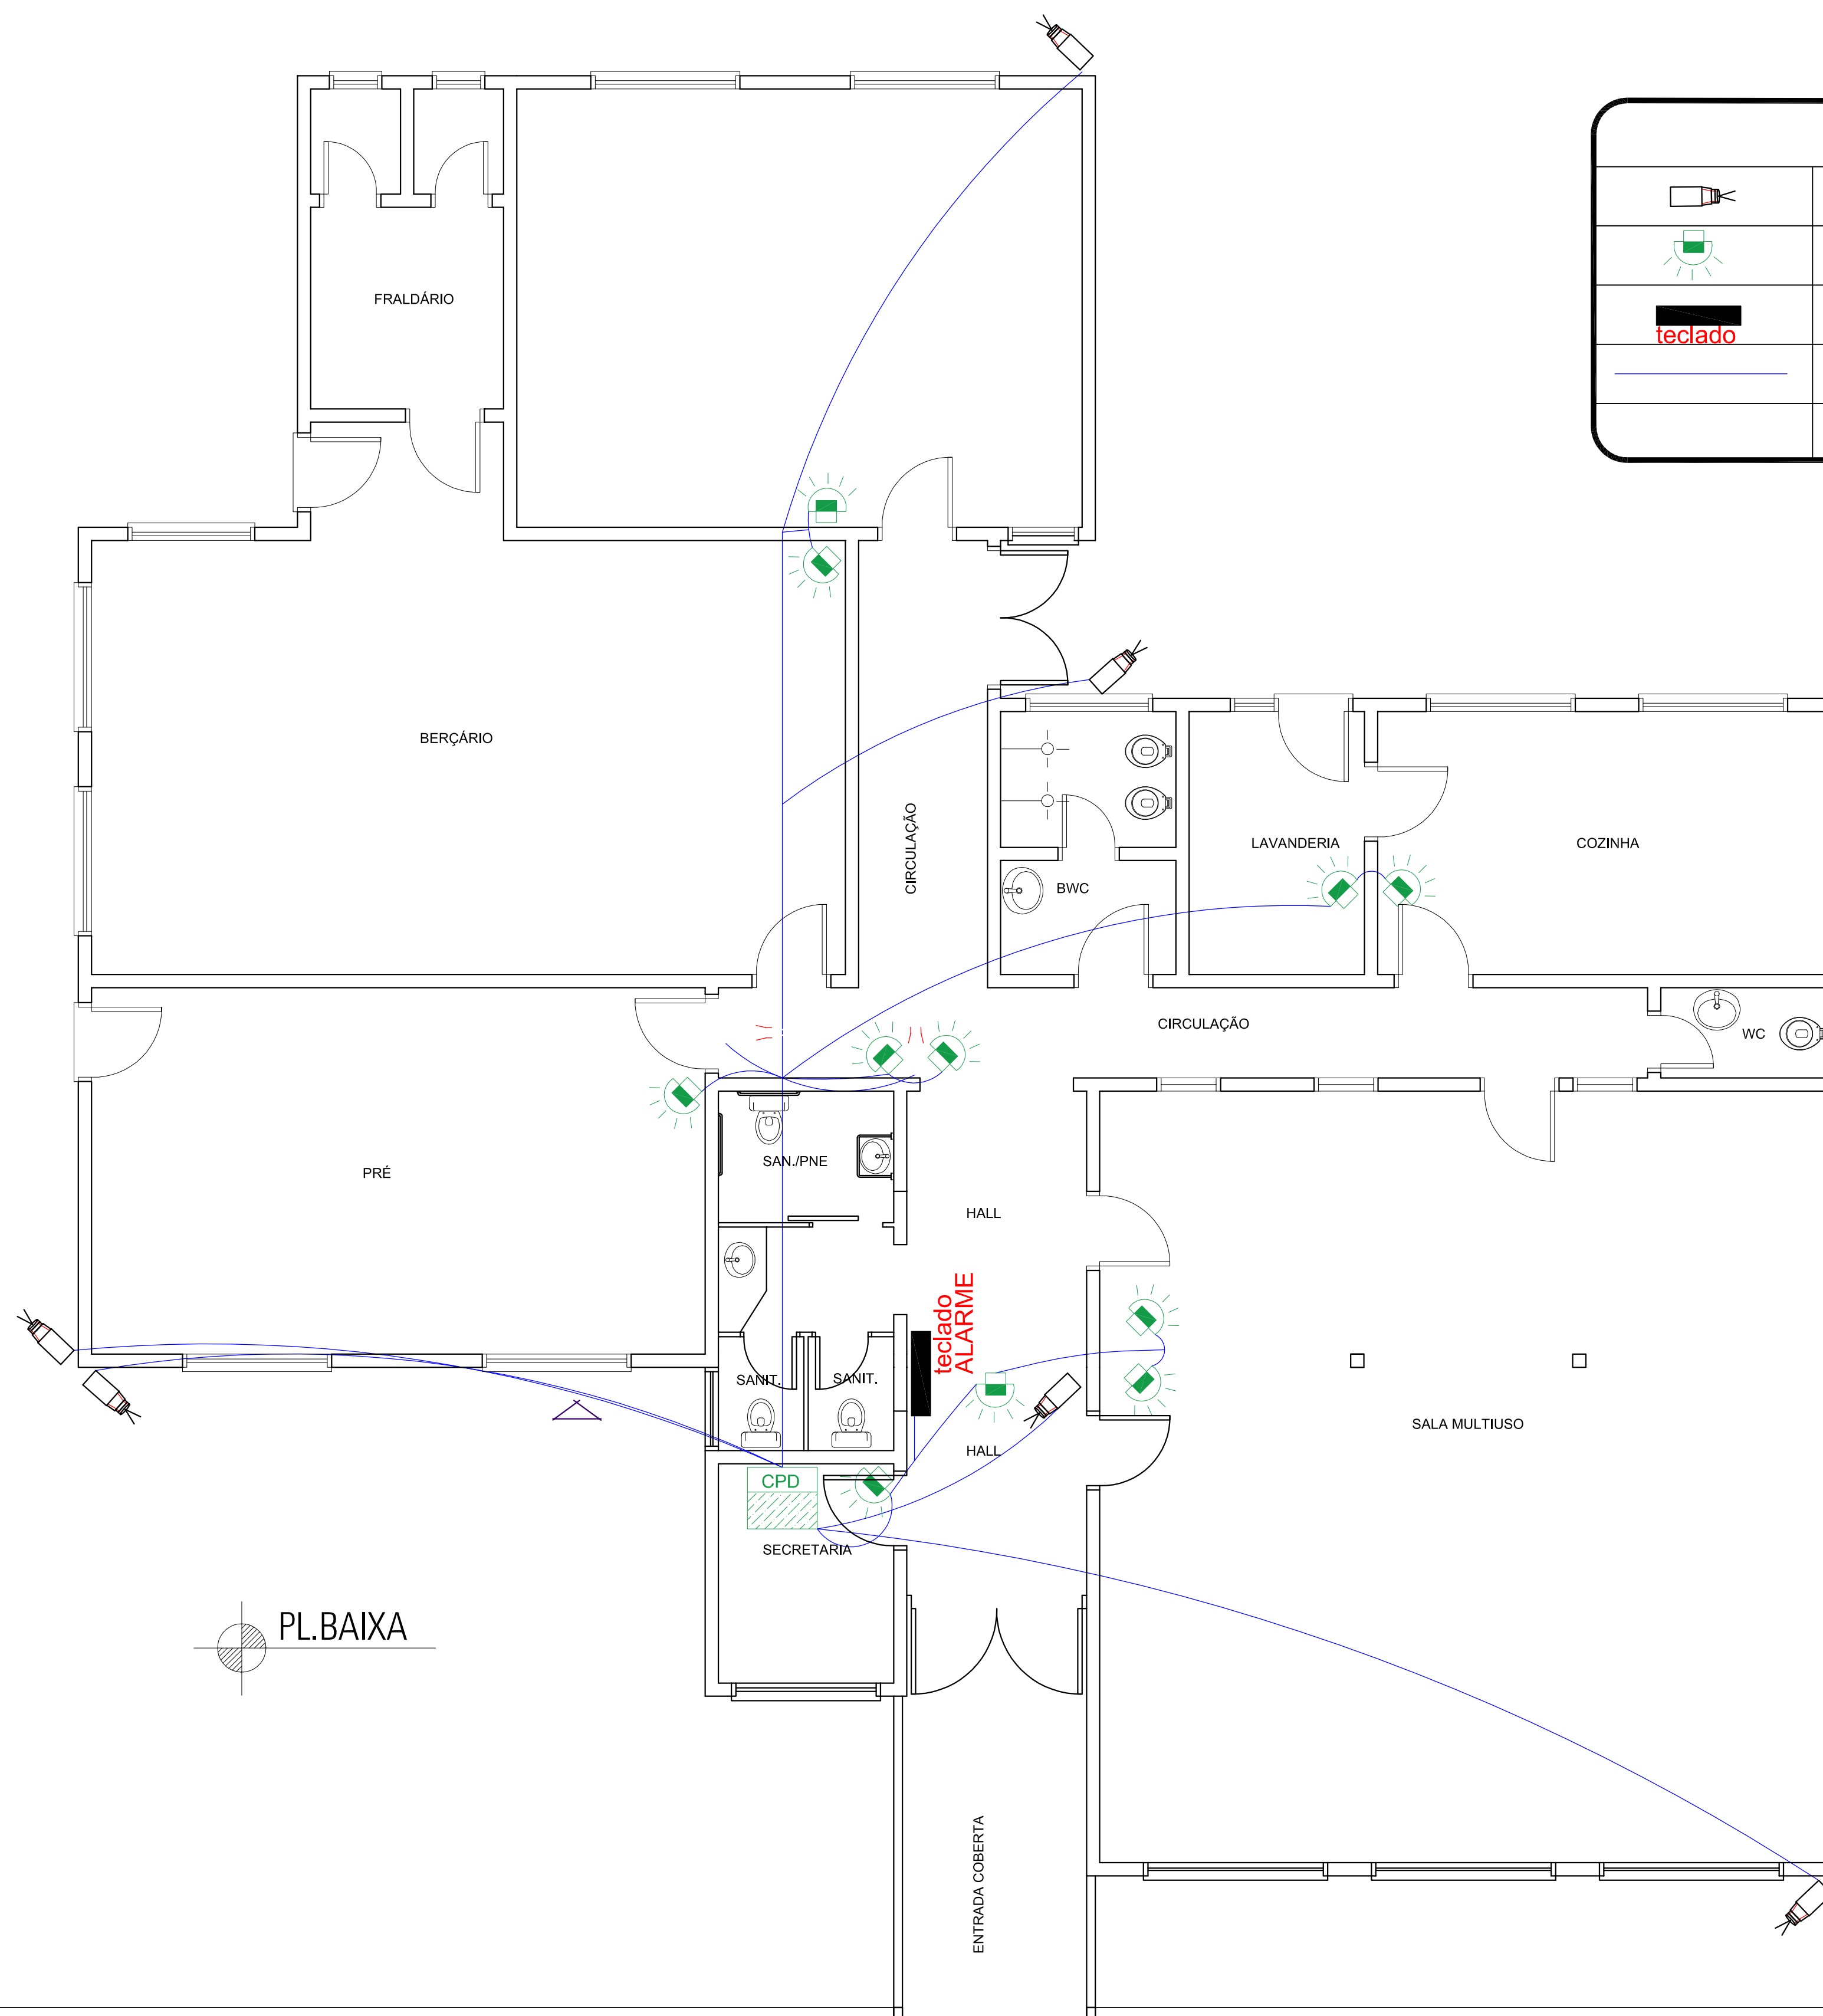 teclado
FRALDÁRIO
BERÇÁRIO
CIRCULAÇÃO
BWC
LAVANDERIA
COZINHA
CIRCULAÇÃO
WC
PRÉ
SAN./PNE
HALL
teclado
ALARME
SANIT.
SANIT.
HALL
SALA MULTIUSO
CPD
SECRETARIA
PL.BAIXA
ENTRADA COBERTA